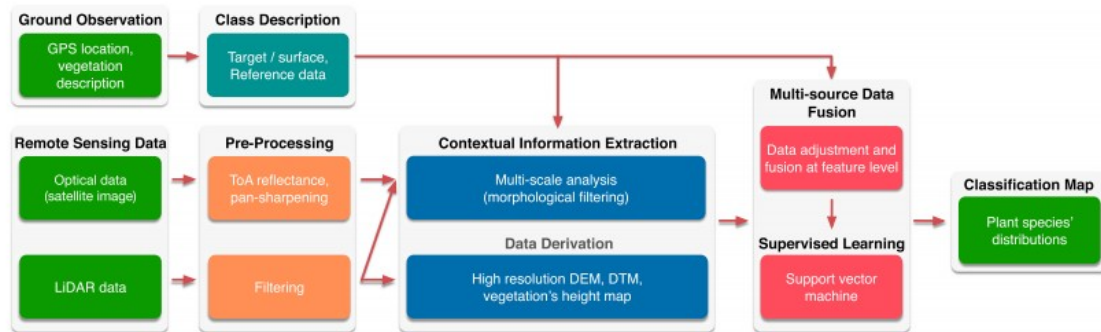 Ground Observation
GPS location,
vegetation
description
Class Description
Target / surface,
Reference data
Remote Sensing Data
Optical data
(satellite image)
LiDAR data
Pre-Processing
ToA reflectance,
pan-sharpening
Filtering
Contextual Information Extraction
Multi-scale analysis
(morphological filtering)
Data Derivation
High resolution DEM, DTM,
vegetation's height map
Multi-source Data
Fusion
Data adjustment and
fusion at feature level
Supervised Learning
Support vector
machine
Classification Map
Plant species'
distributions